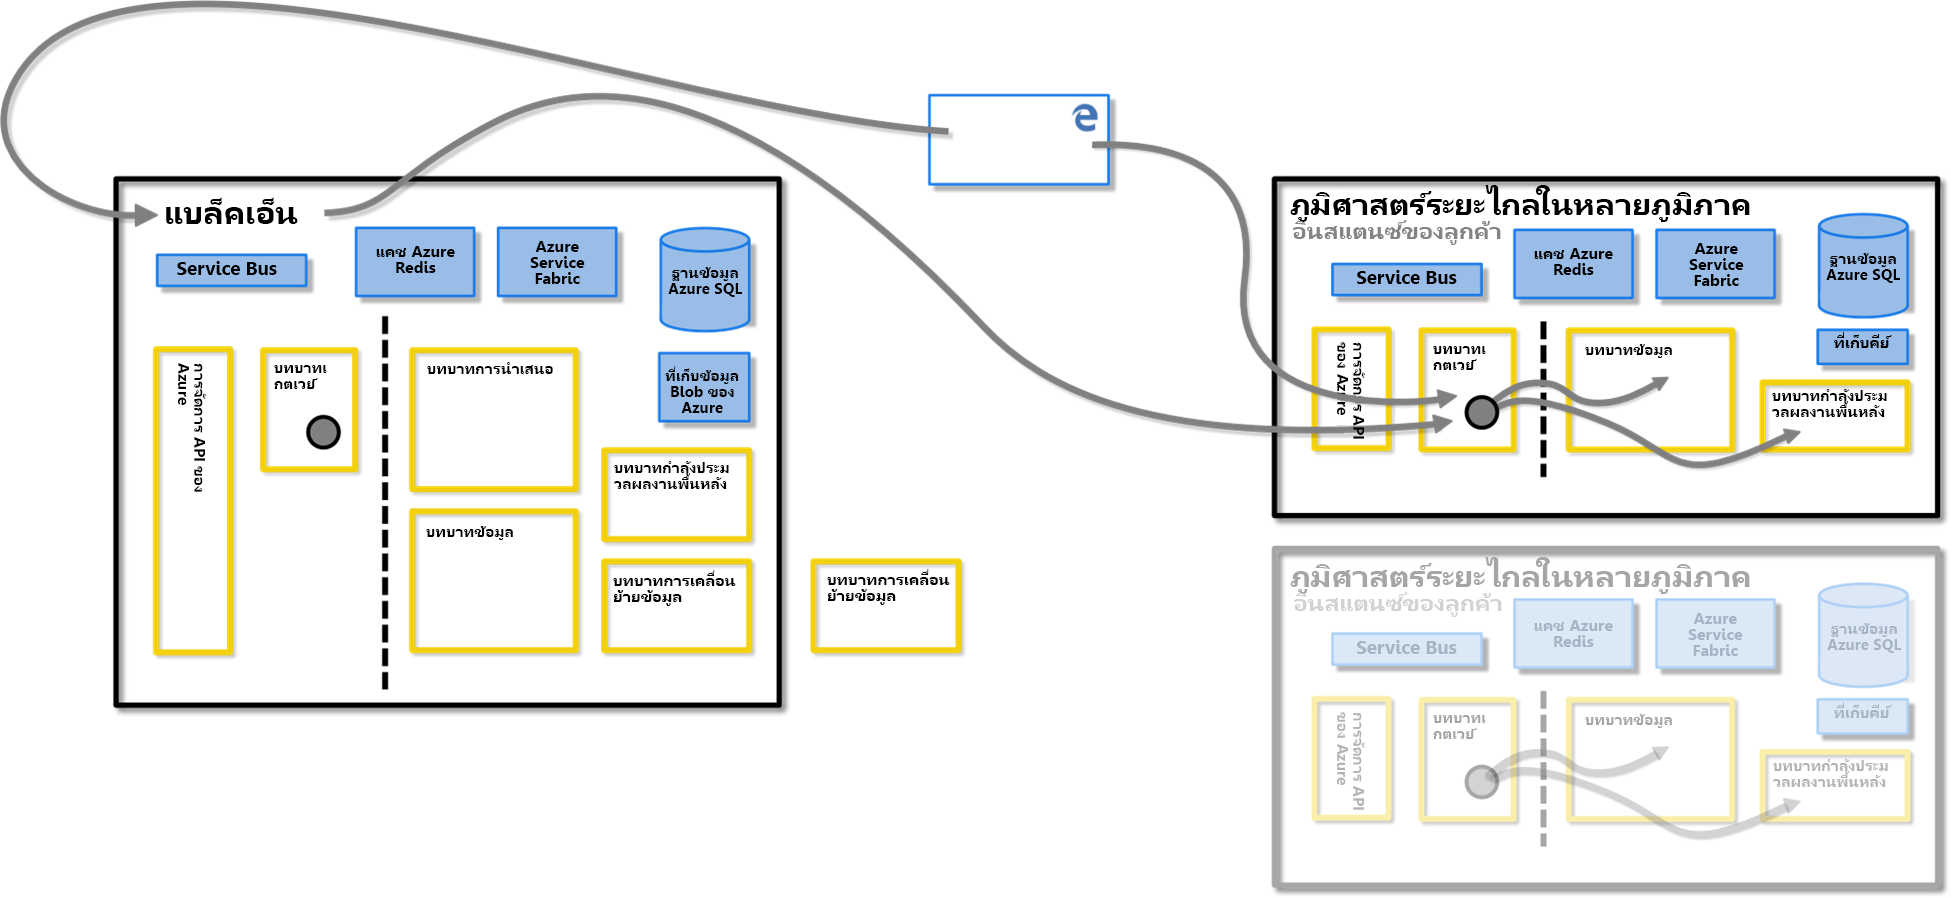 แบล็คเอ็น
Service Bus
แคช Azure
Redis
Azure
Service
Fabric
ฐานข้อมูล
Azure SQL
การจัดการ API ของ
Azure
บทบาทเ
กตเวย์
บทบาทการนำเสนอ
ที่เก็บข้อมูล
Blob ของ
Azure
บทบาทกำลังประม
วลผลงานพื้นหลัง
บทบาทข้อมูล
บทบาทการเคลื่อน
ย้ายข้อมูล
บทบาทการเคลื่อน
ย้ายข้อมูล
ภูมิศาสตร์ระยะไกลในหลายภูมิภาค
อินสแตนซ์ของลูกค้า
Service Bus
แคช Azure
Redis
Azure
Service
Fabric
ฐานข้อมูล
Azure SQL
ที่เก็บคีย์
การจัดการ API
ของ Azure
บทบาทเ
กตเวย์
บทบาทข้อมูล
บทบาทกำลังประม
วลผลงานพื้นหลัง
ภูมิศาสตร์ระยะไกลในหลายภูมิภาค
อินสแตนซ์ของลูกค้า
Service Bus
แคช Azure
Redis
Azure
Service
Fabric
ฐานข้อมูล
Azure SQL
ที่เก็บคีย์
การจัดการ API
ของ Azure
บทบาทเ
กตเวย์
บทบาทข้อมูล
บทบาทกำลังประม
วลผลงานพื้นหลัง